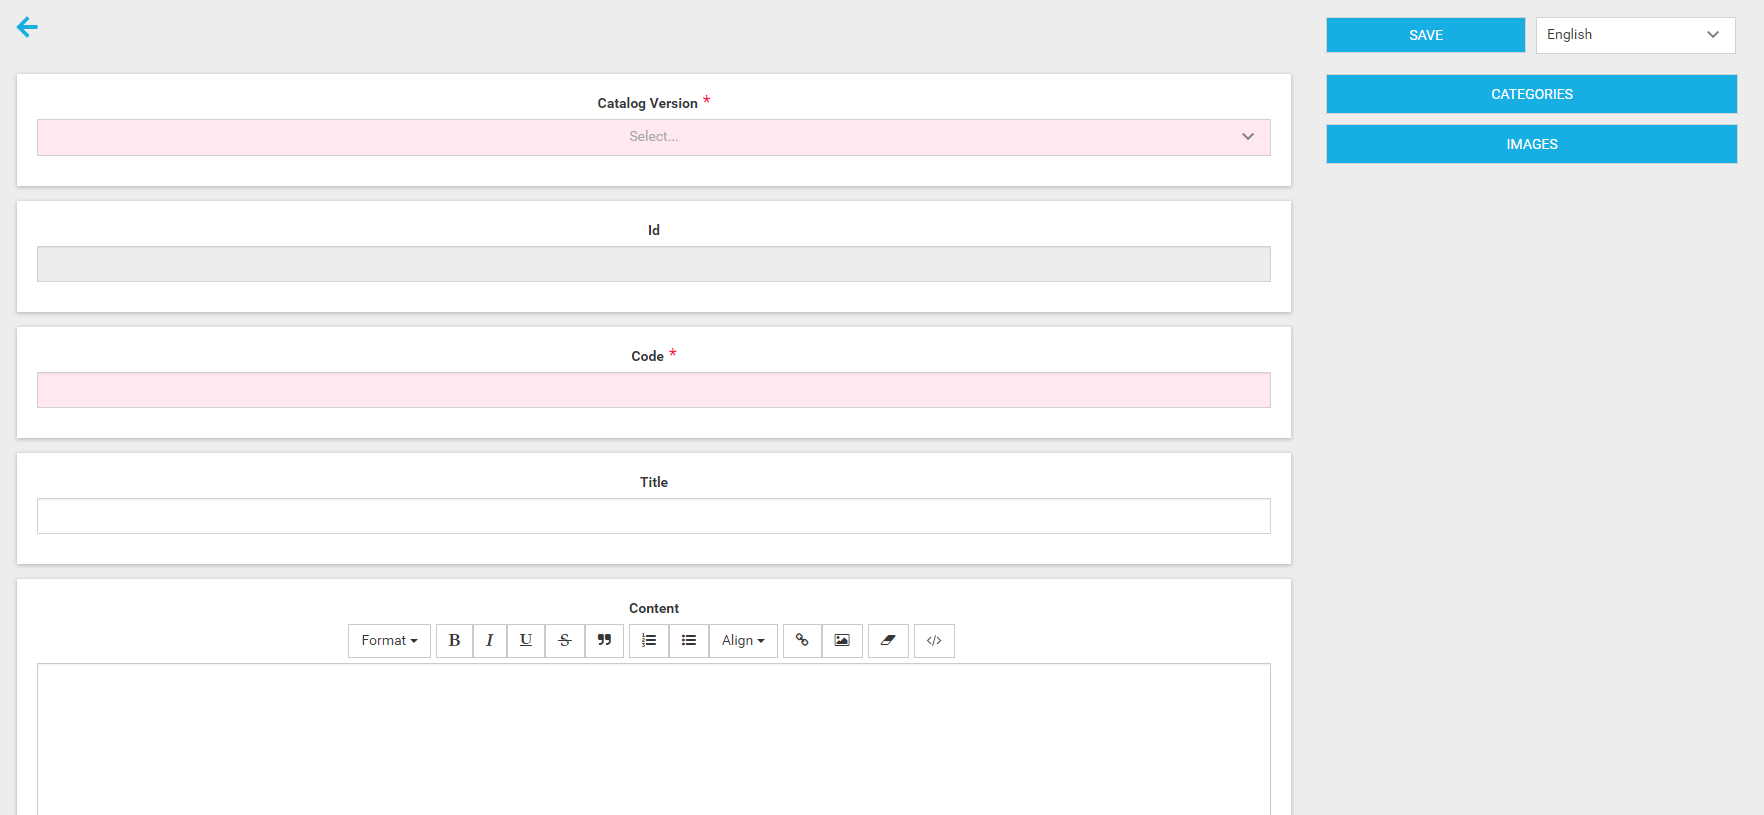 SAVE
English
Catalog Version *
Select...
CATEGORIES
IMAGES
Id
Code *
Title
Content
Format
B I U S
Align
</>